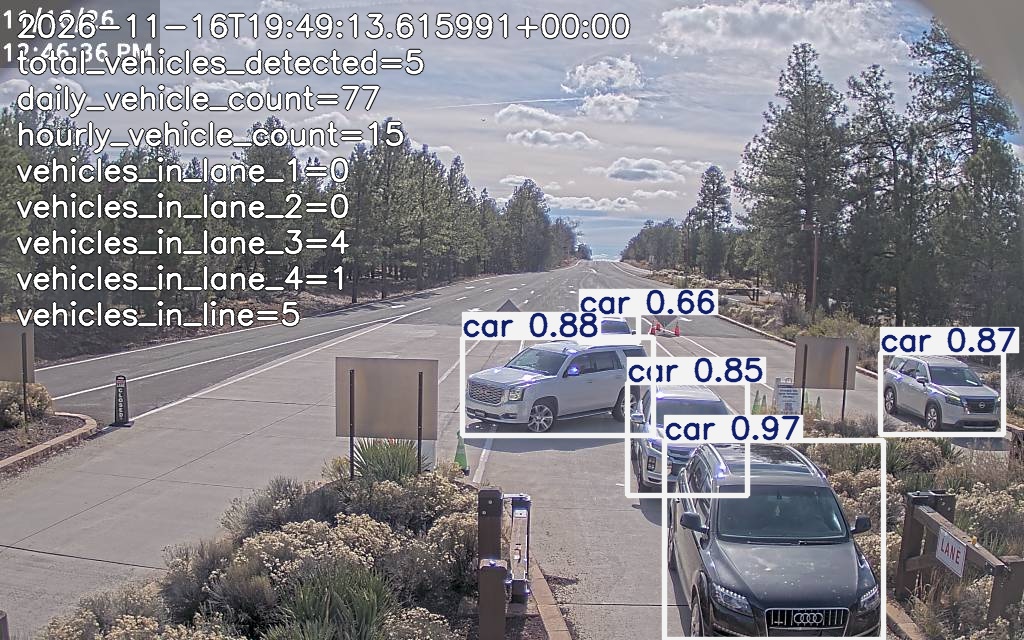 2026-11-16T19:49:13.615991+00:00
12:46:36 PM
total_vehicles_detected=5
daily_vehicle_count=77
hourly_vehicle_count=15
vehicles_in_lane_1=0
vehicles_in_lane_2=0
vehicles_in_lane_3=4
vehicles_in_lane_4=1
vehicles_in_line=5
car 0.66
car 0.88
car 0.87
car 0.85
car 0.97
CLOSED
LANE